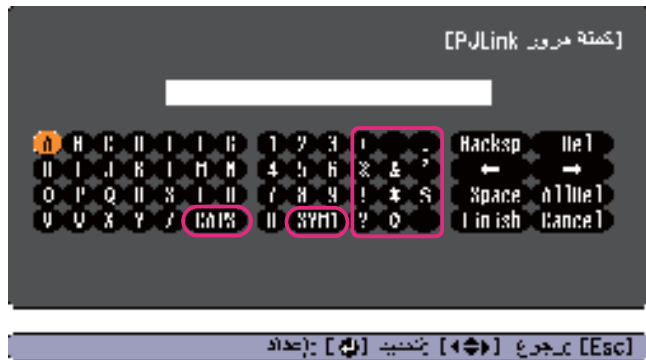 [كلمة مرور PJLink]
A B C D E F G 1 2 3 Backsp Del
H I J K L M N 4 5 6 % & ← →
O P Q R S T U 7 8 9 ! * Space AllDel
V W X Y Z CAPS 0 SYM1 ? @ Finish Cancel
[Esc] :رجوع [◄♦►] :تحديد [↵] :إعداد